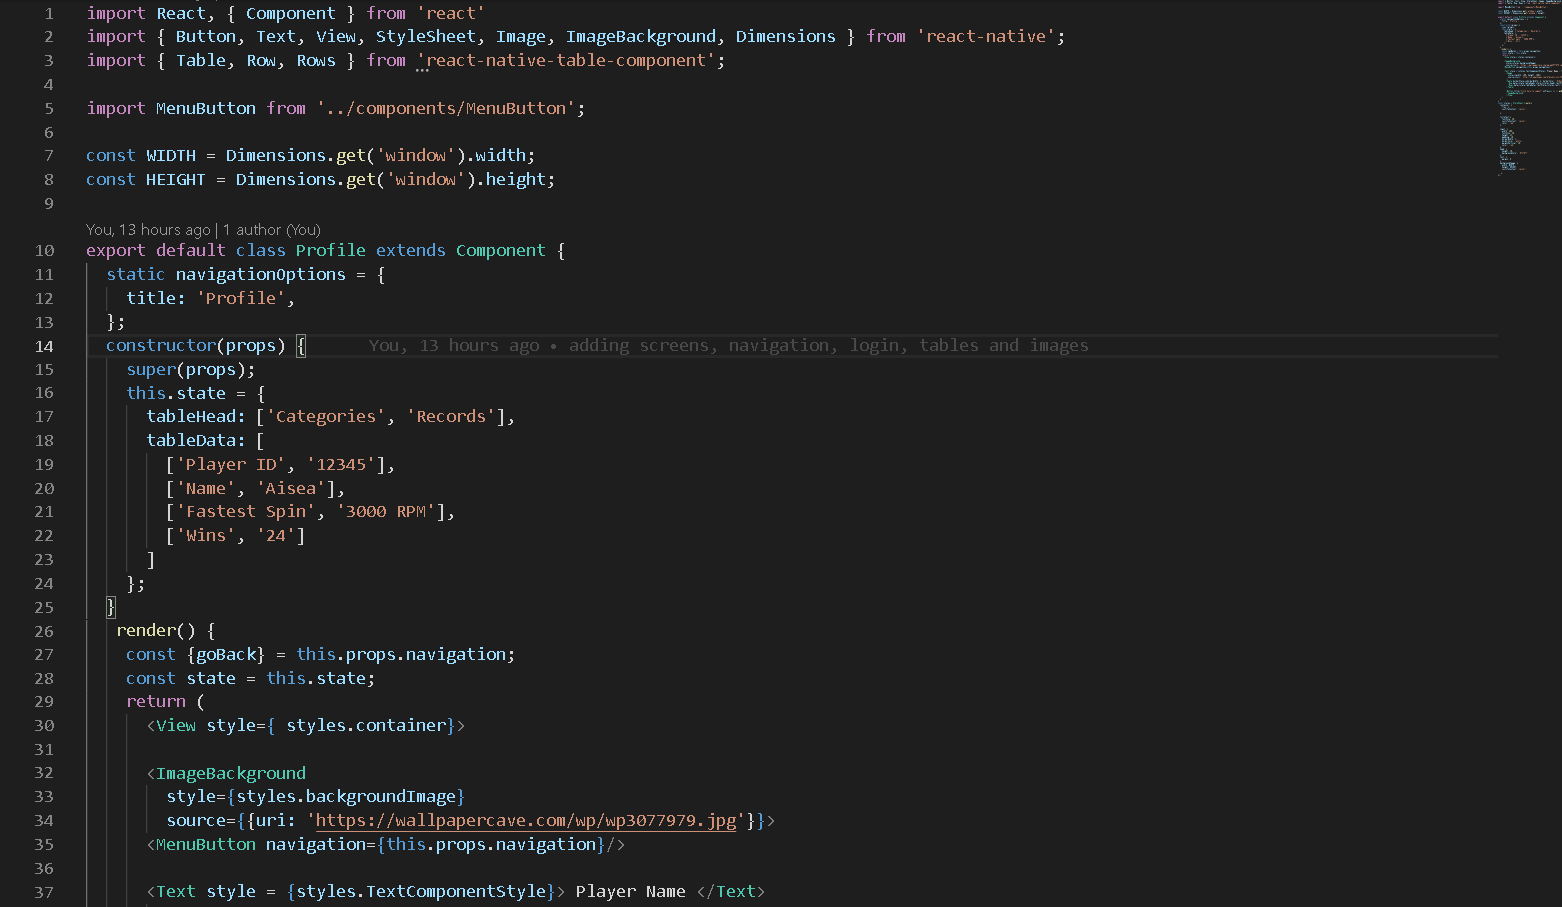 1 import React, { Component } from 'react'
2 import { Button, Text, View, StyleSheet, Image, ImageBackground, Dimensions } from 'react-native';
3 import { Table, Row, Rows } from 'react-native-table-component';
4
5 import MenuButton from '../components/MenuButton';
6
7 const WIDTH = Dimensions.get('window').width;
8 const HEIGHT = Dimensions.get('window').height;
9
You, 13 hours ago | 1 author (You)
10 export default class Profile extends Component {
11 static navigationOptions = {
12 title: 'Profile',
13 };
14 constructor(props) { You, 13 hours ago • adding screens, navigation, login, tables and images
15 super(props);
16 this.state = {
17 tableHead: ['Categories', 'Records'],
18 tableData: [
19 ['Player ID', '12345'],
20 ['Name', 'Aisea'],
21 ['Fastest Spin', '3000 RPM'],
22 ['Wins', '24']
23 ]
24 };
25 }
26 render() {
27 const {goBack} = this.props.navigation;
28 const state = this.state;
29 return (
30 <View style={ styles.container}>
31
32 <ImageBackground
33 style={styles.backgroundImage}
34 source={{uri: 'https://wallpapercave.com/wp/wp3077979.jpg'}}>
35 <MenuButton navigation={this.props.navigation}/>
36
37 <Text style = {styles.TextComponentStyle}> Player Name </Text>